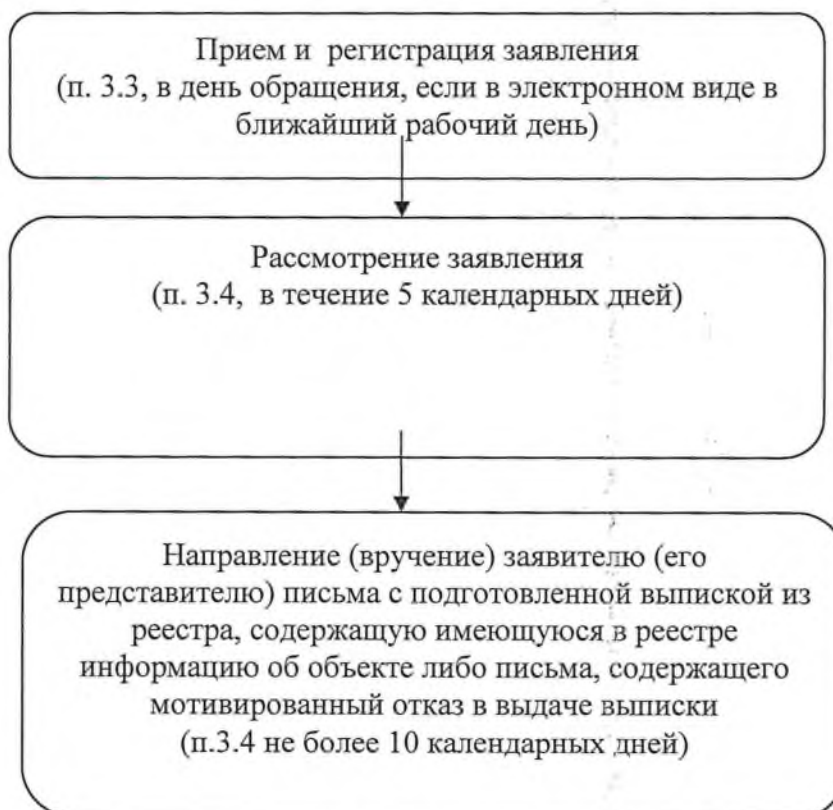 Прием и регистрация заявления
(п. 3.3, в день обращения, если в электронном виде в
ближайший рабочий день)
Рассмотрение заявления
(п. 3.4, в течение 5 календарных дней)
Направление (вручение) заявителю (его
представителю) письма с подготовленной выпиской из
реестра, содержащую имеющуюся в реестре
информацию об объекте либо письма, содержащего
мотивированный отказ в выдаче выписки
(п.3.4 не более 10 календарных дней)